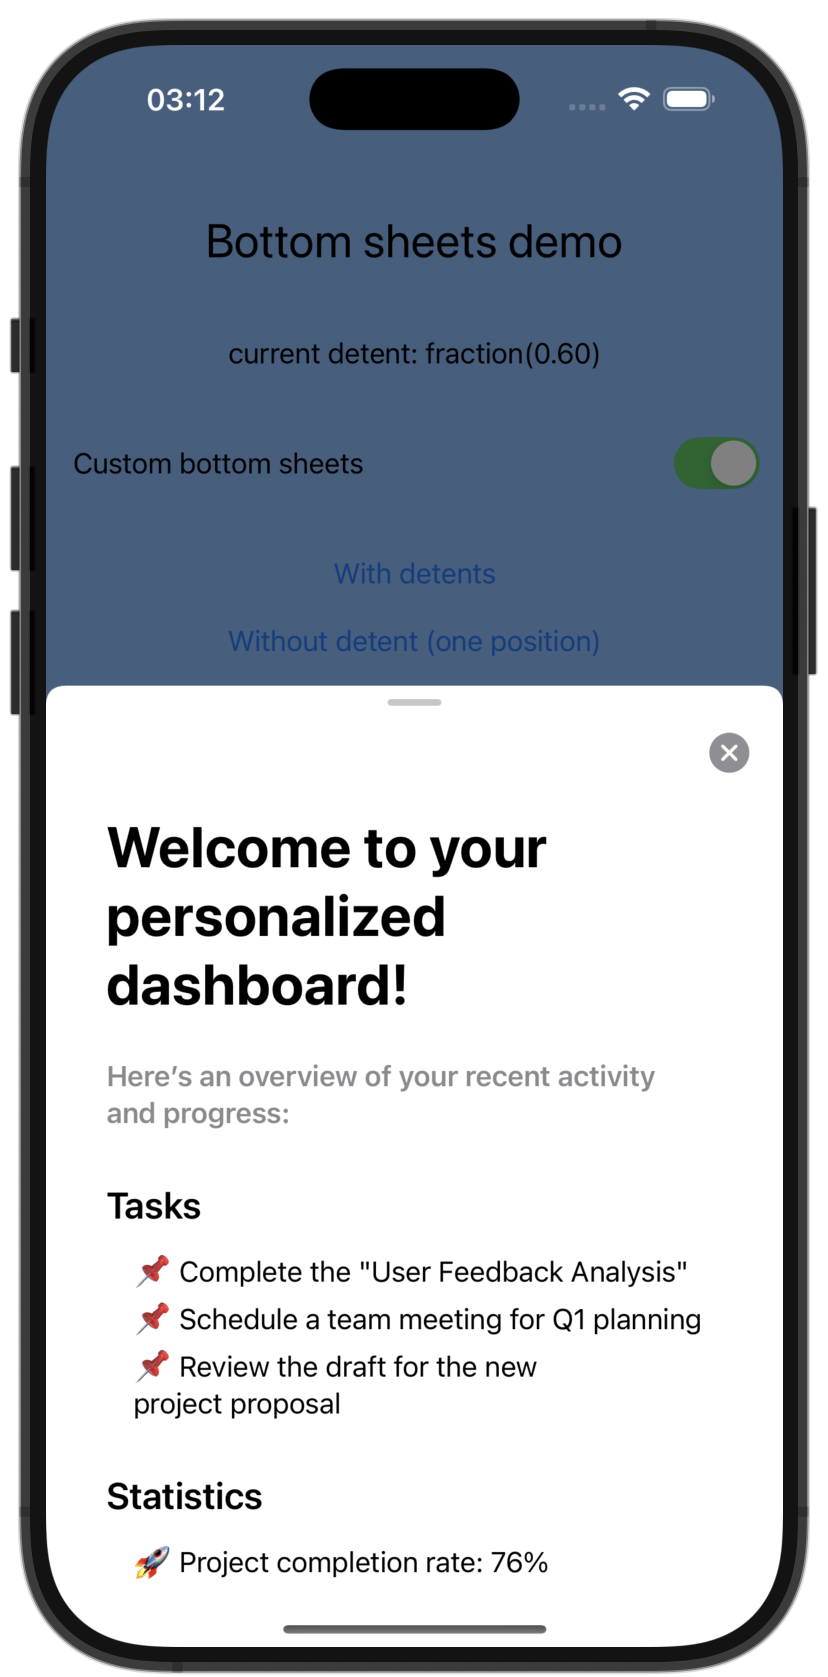 03:12
Bottom sheets demo
current detent: fraction(0.60)
Custom bottom sheets
With detents
Without detent (one position)
Welcome to your
personalized
dashboard!
Here’s an overview of your recent activity
and progress:
Tasks
📌 Complete the "User Feedback Analysis"
📌 Schedule a team meeting for Q1 planning
📌 Review the draft for the new
project proposal
Statistics
🚀 Project completion rate: 76%